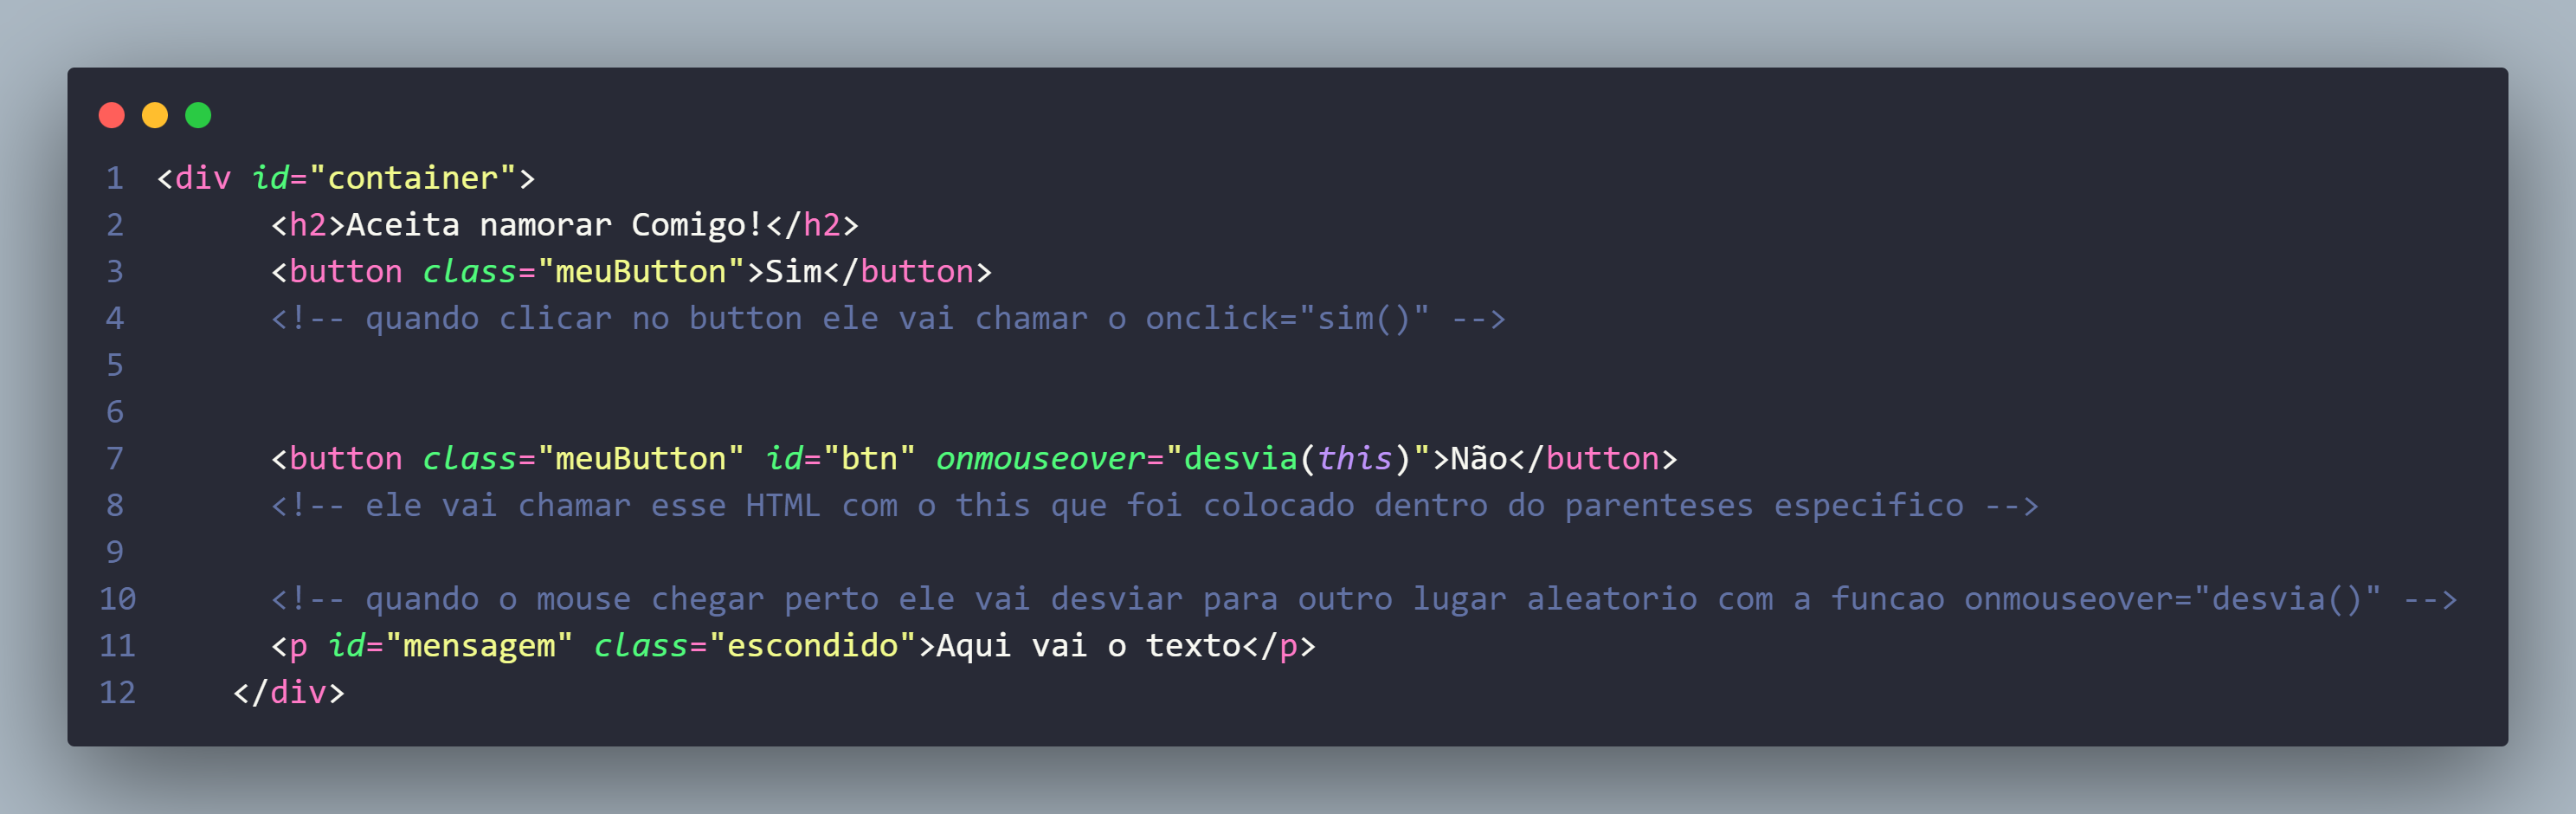 1 <div id="container">
2 <h2>Aceita namorar Comigo!</h2>
3 <button class="meuButton">Sim</button>
4 <!-- quando clicar no button ele vai chamar o onclick="sim()" -->
5
6
7 <button class="meuButton" id="btn" onmouseover="desvia(this)">Não</button>
8 <!-- ele vai chamar esse HTML com o this que foi colocado dentro do parenteses especifico -->
9
10 <!-- quando o mouse chegar perto ele vai desviar para outro lugar aleatorio com a funcao onmouseover="desvia()" -->
11 <p id="mensagem" class="escondido">Aqui vai o texto</p>
12 </div>